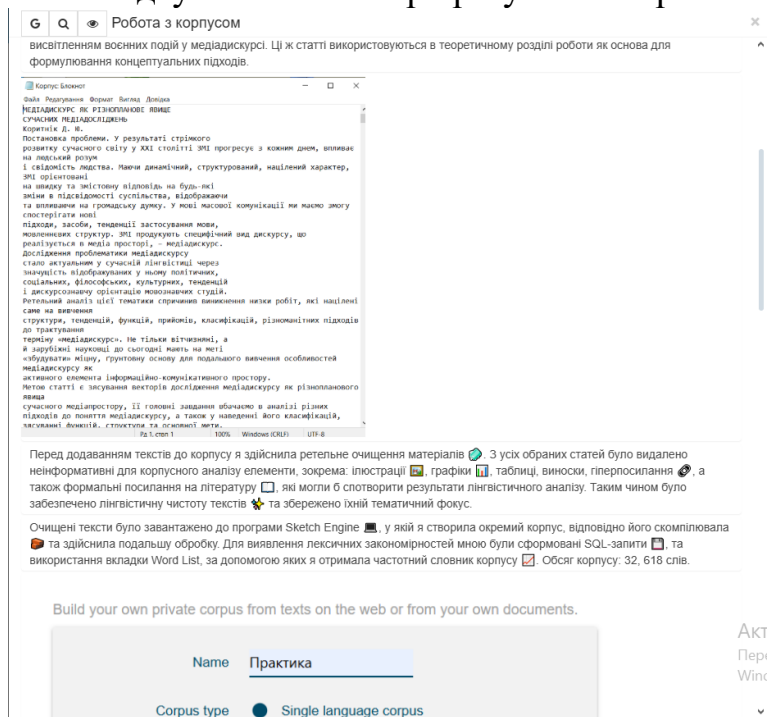 G Робота з корпусом ×
висвітленням воєнних подій у медіадискурсі. Ці ж статті використовуються в теоретичному розділі роботи як основа для
формулювання концептуальних підходів.
Корпус: Блокнот
Файл Редагування Формат Вигляд Довідка
МЕДІАДИСКУРС ЯК РІЗНОПЛАНОВЕ ЯВИЩЕ
СУЧАСНИХ МЕДІАДОСЛІДЖЕНЬ
Коритнік Д. Ю.
Постановка проблеми. У результаті стрімкого
розвитку сучасного світу у XXI столітті ЗМІ прогресує з кожним днем, впливає
на людський розум
і свідомість людства. Маючи динамічний, структурований, націлений характер,
ЗМІ орієнтовані
на швидку та змістовну відповідь на будь-які
зміни в підсвідомості суспільства, відображаючи
та впливаючи на громадську думку. У мові масової комунікації ми маємо змогу
спостерігати нові
підходи, засоби, тенденції застосування мови,
мовленнєвих структур. ЗМІ продукують специфічний вид дискурсу, що
реалізується в медіа просторі, – медіадискурс.
Дослідження проблематики медіадискурсу
стало актуальним у сучасній лінгвістиці через
значущість відображуваних у ньому політичних,
соціальних, філософських, культурних, тенденцій
і дискурсознавчу орієнтацію мовознавчих студій.
Ретельний аналіз цієї тематики спричинив виникнення низки робіт, які націлені
саме на вивчення
структури, тенденцій, функцій, прийомів, класифікацій, різноманітних підходів
до трактування
терміну «медіадискурс». Не тільки вітчизняні, а
й зарубіжні науковці до сьогодні мають на меті
«збудувати» міцну, ґрунтовну основу для подальшого вивчення особливостей
медіадискурсу як
активного елемента інформаційно-комунікативного простору.
Метою статті є з'ясування векторів дослідження медіадискурсу як різнопланового
явища
сучасного медіапростору, її головні завдання вбачаємо в аналізі різних
підходів до поняття медіадискурсу, а також у наведенні його класифікацій,
з'ясуванні функцій, структури та основної мети.
Рд 1, ствп 1 100% Windows (CRLF) UTF-8
Перед додаванням текстів до корпусу я здійснила ретельне очищення матеріалів. З усіх обраних статей було видалено
неінформативні для корпусного аналізу елементи, зокрема: ілюстрації, графіки, таблиці, виноски, гіперпосилання, а
також формальні посилання на літературу, які могли б спотворити результати лінгвістичного аналізу. Таким чином було
забезпечено лінгвістичну чистоту текстів та збережено їхній тематичний фокус.
Очищені тексти було завантажено до програми Sketch Engine, у якій я створила окремий корпус, відповідно його скомпілювала
та здійснила подальшу обробку. Для виявлення лексичних закономірностей мною були сформовані SQL-запити, та
використання вкладки Word List, за допомогою яких я отримала частотний словник корпусу. Обсяг корпусу: 32, 618 слів.
Build your own private corpus from texts on the web or from your own documents.
Name Практика
Corpus type Single language corpus